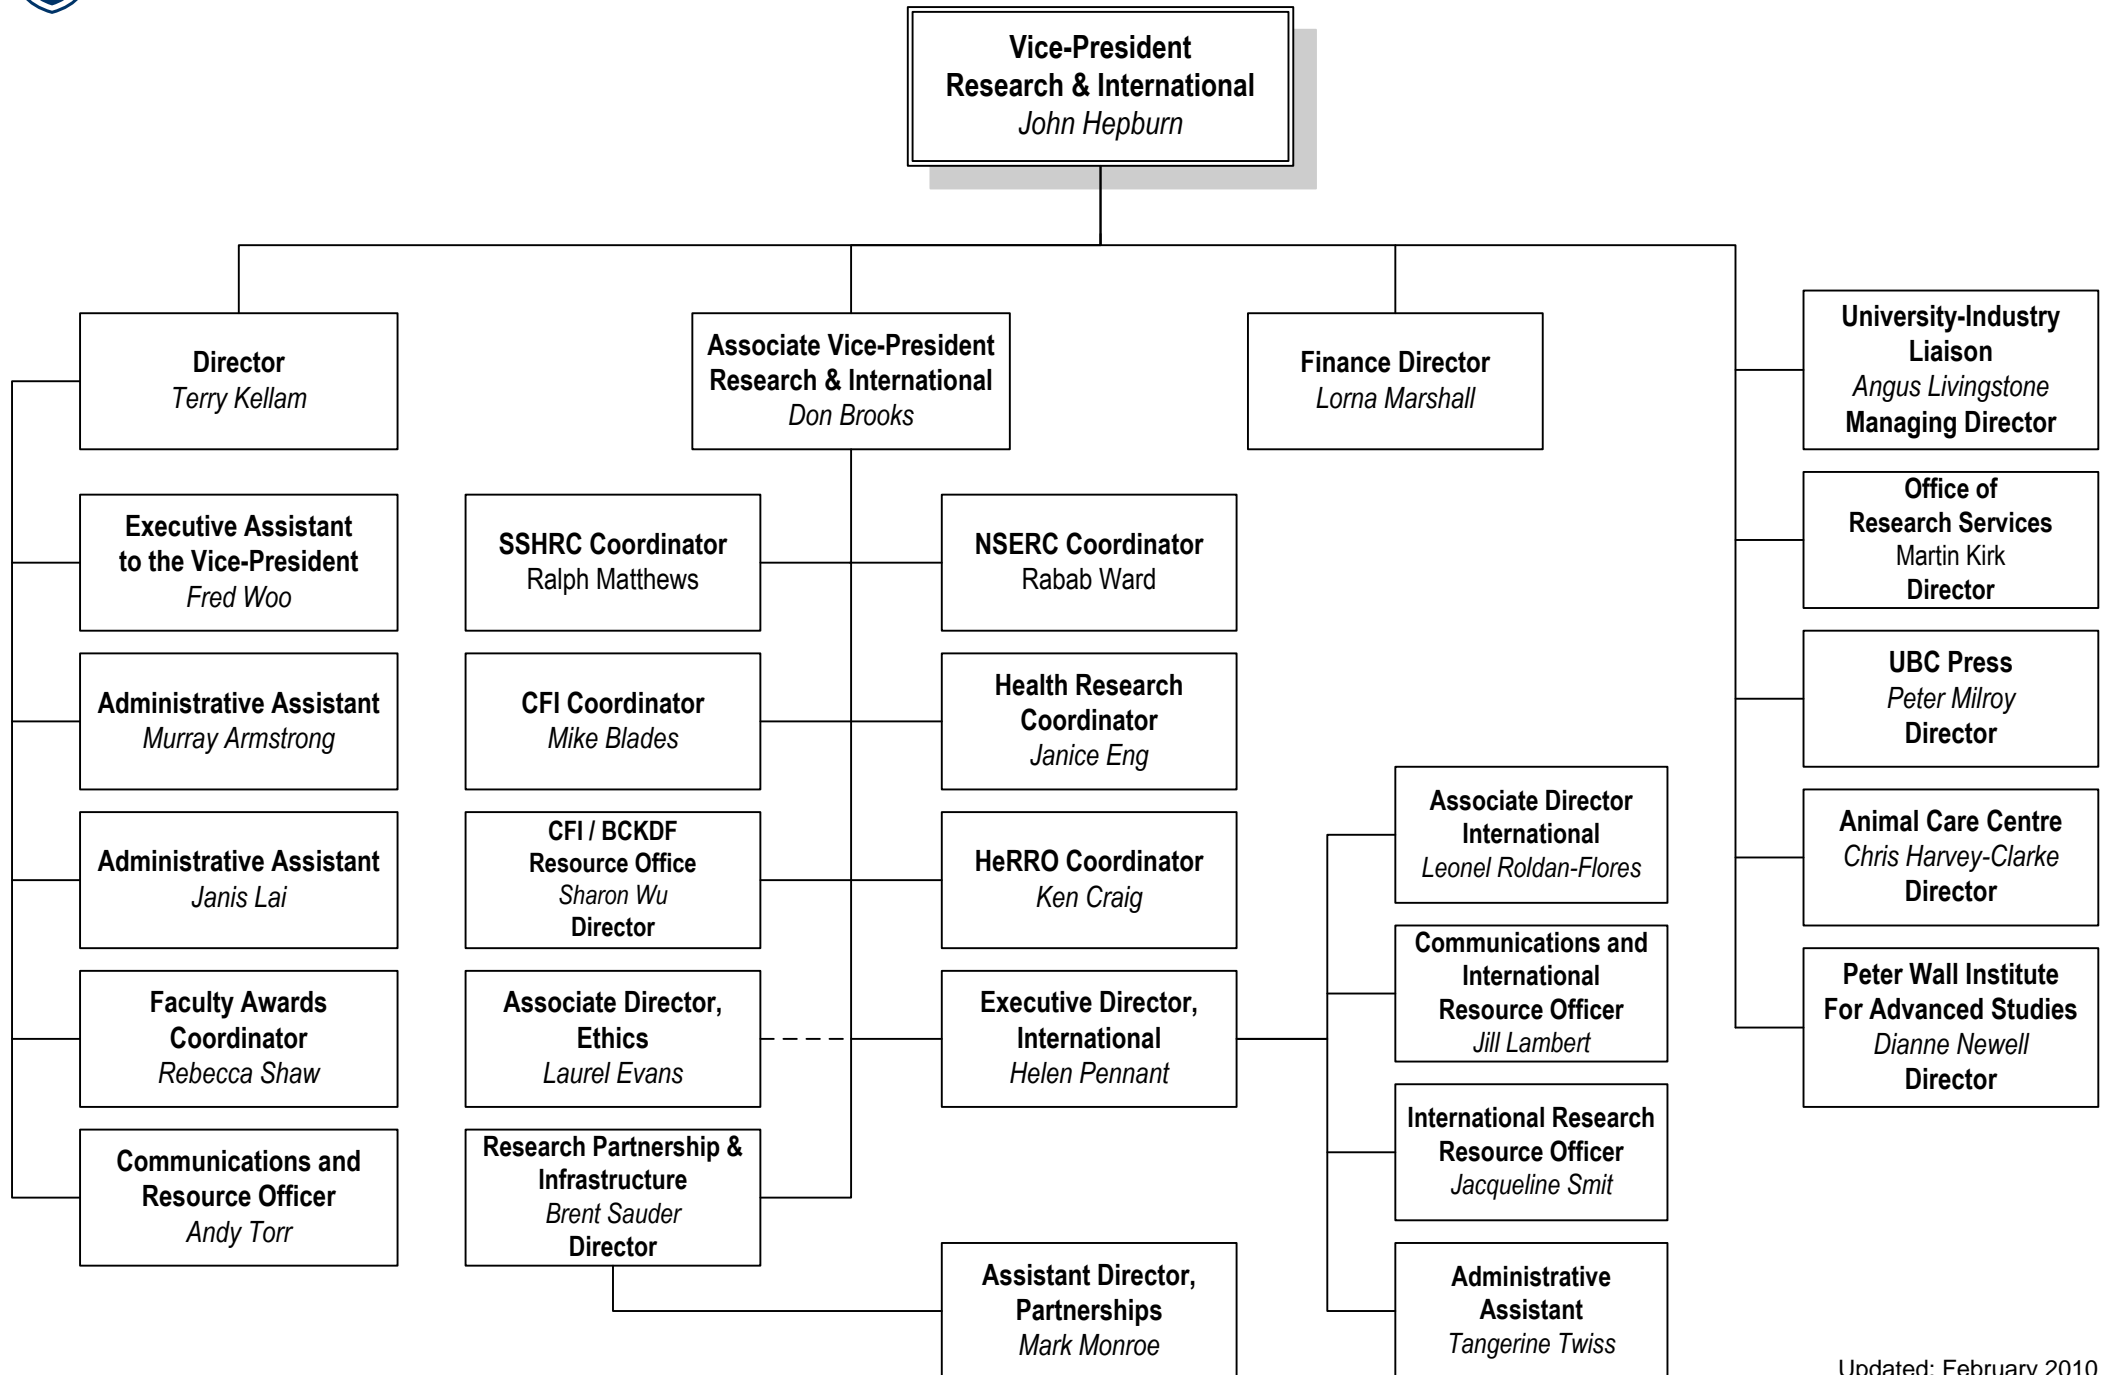 Vice-President
Research & International
John Hepburn
Director
Terry Kellam
Associate Vice-President
Research & International
Don Brooks
Finance Director
Lorna Marshall
University-Industry
Liaison
Angus Livingstone
Managing Director
Executive Assistant
to the Vice-President
Fred Woo
SSHRC Coordinator
Ralph Matthews
NSERC Coordinator
Rabab Ward
Office of
Research Services
Martin Kirk
Director
Administrative Assistant
Murray Armstrong
CFI Coordinator
Mike Blades
Health Research
Coordinator
Janice Eng
UBC Press
Peter Milroy
Director
Administrative Assistant
Janis Lai
CFI / BCKDF
Resource Office
Sharon Wu
Director
HeRRO Coordinator
Ken Craig
Associate Director
International
Leonel Roldan-Flores
Animal Care Centre
Chris Harvey-Clarke
Director
Faculty Awards
Coordinator
Rebecca Shaw
Associate Director,
Ethics
Laurel Evans
Executive Director,
International
Helen Pennant
Communications and
International
Resource Officer
Jill Lambert
Peter Wall Institute
For Advanced Studies
Dianne Newell
Director
Communications and
Resource Officer
Andy Torr
Research Partnership &
Infrastructure
Brent Sauder
Director
International Research
Resource Officer
Jacqueline Smit
Assistant Director,
Partnerships
Mark Monroe
Administrative
Assistant
Tangerine Twiss
Updated: February 2010